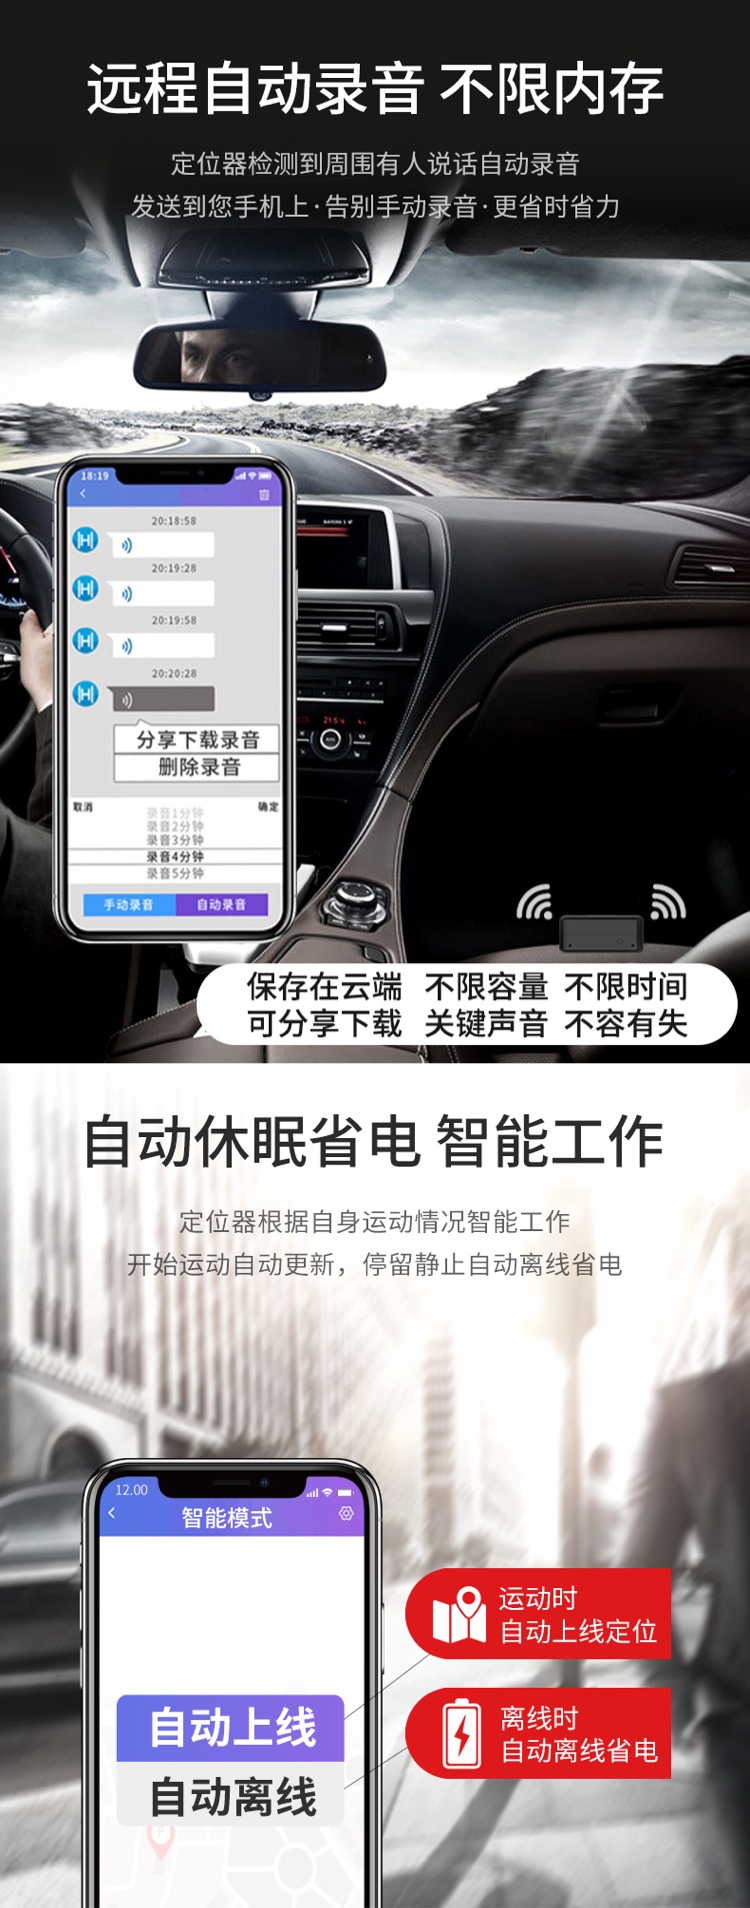 远程自动录音 不限内存
定位器检测到周围有人说话自动录音
发送到您手机上·告别手动录音·更省时省力
18:19
20:18:58
20:19:28
20:19:58
20:20:28
分享下载录音
删除录音
取消
确定
录音1分钟
录音2分钟
录音3分钟
录音4分钟
录音5分钟
手动录音
自动录音
保存在云端 不限容量 不限时间
可分享下载 关键声音 不容有失
自动休眠省电 智能工作
定位器根据自身运动情况智能工作
开始运动自动更新，停留静止自动离线省电
12.00
智能模式
自动上线
自动离线
运动时
自动上线定位
离线时
自动离线省电